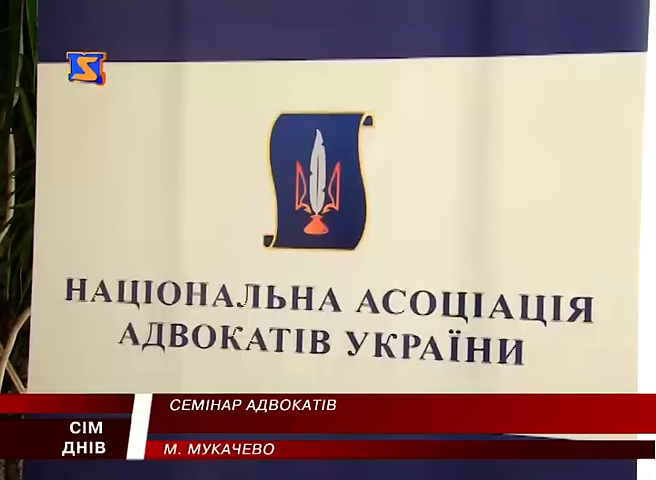 НАЦІОНАЛЬНА АСОЦІАЦІЯ
АДВОКАТІВ УКРАЇНИ
СЕМІНАР АДВОКАТІВ
СІМ
ДНІВ
М. МУКАЧЕВО